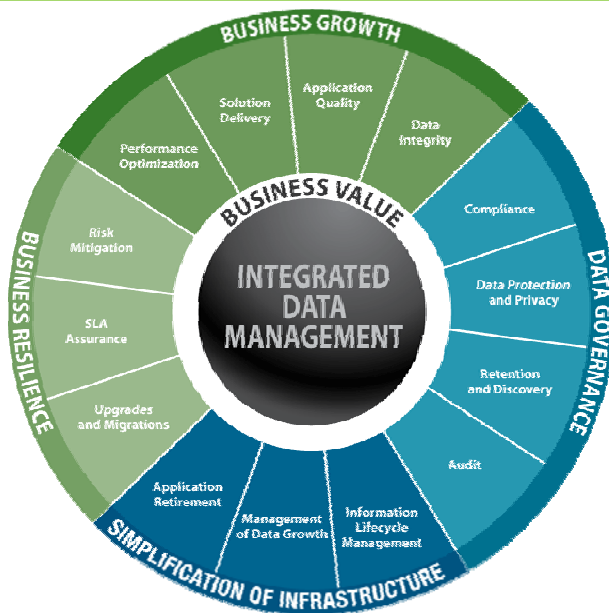 BUSINESS GROWTH
Performance
Optimization
Solution
Delivery
Application
Quality
Data
Integrity
DATA GOVERNANCE
Compliance
Data Protection
and Privacy
Retention
and Discovery
Audit
SIMPLIFICATION OF INFRASTRUCTURE
Application
Retirement
Management
of Data Growth
Information
Lifecycle
Management
BUSINESS RESILIENCE
Risk
Mitigation
SLA
Assurance
Upgrades
and Migrations
BUSINESS VALUE
INTEGRATED
DATA
MANAGEMENT